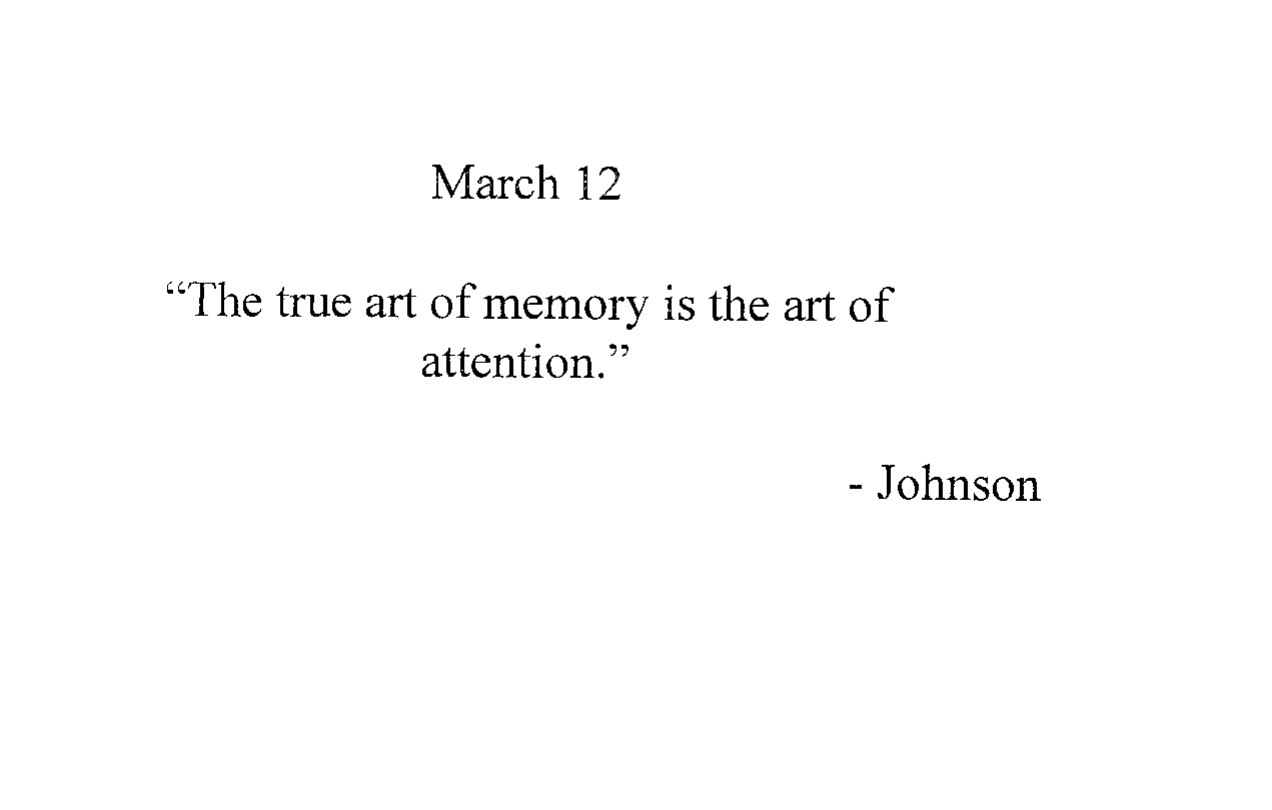 March 12
“The true art of memory is the art of
attention.”
- Johnson